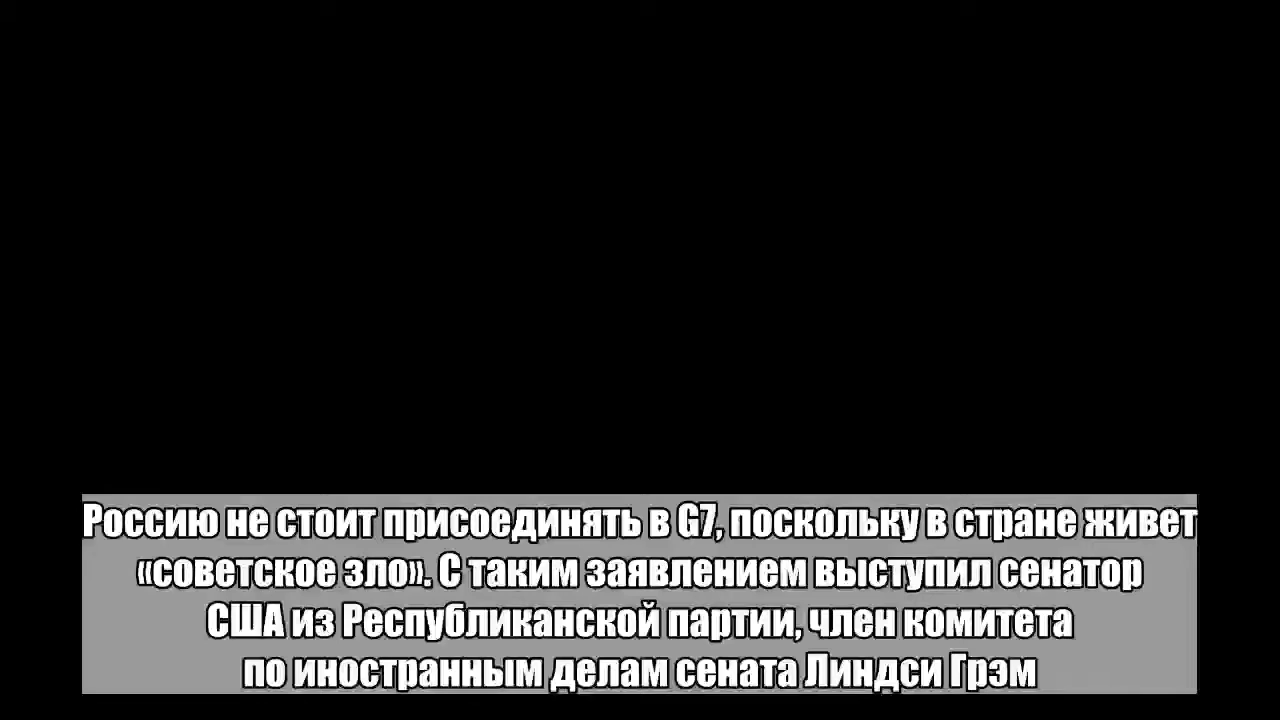 Россию не стоит присоединять в G7, поскольку в стране живет
«советское зло». С таким заявлением выступил сенатор
США из Республиканской партии, член комитета
по иностранным делам сената Линдси Грэм